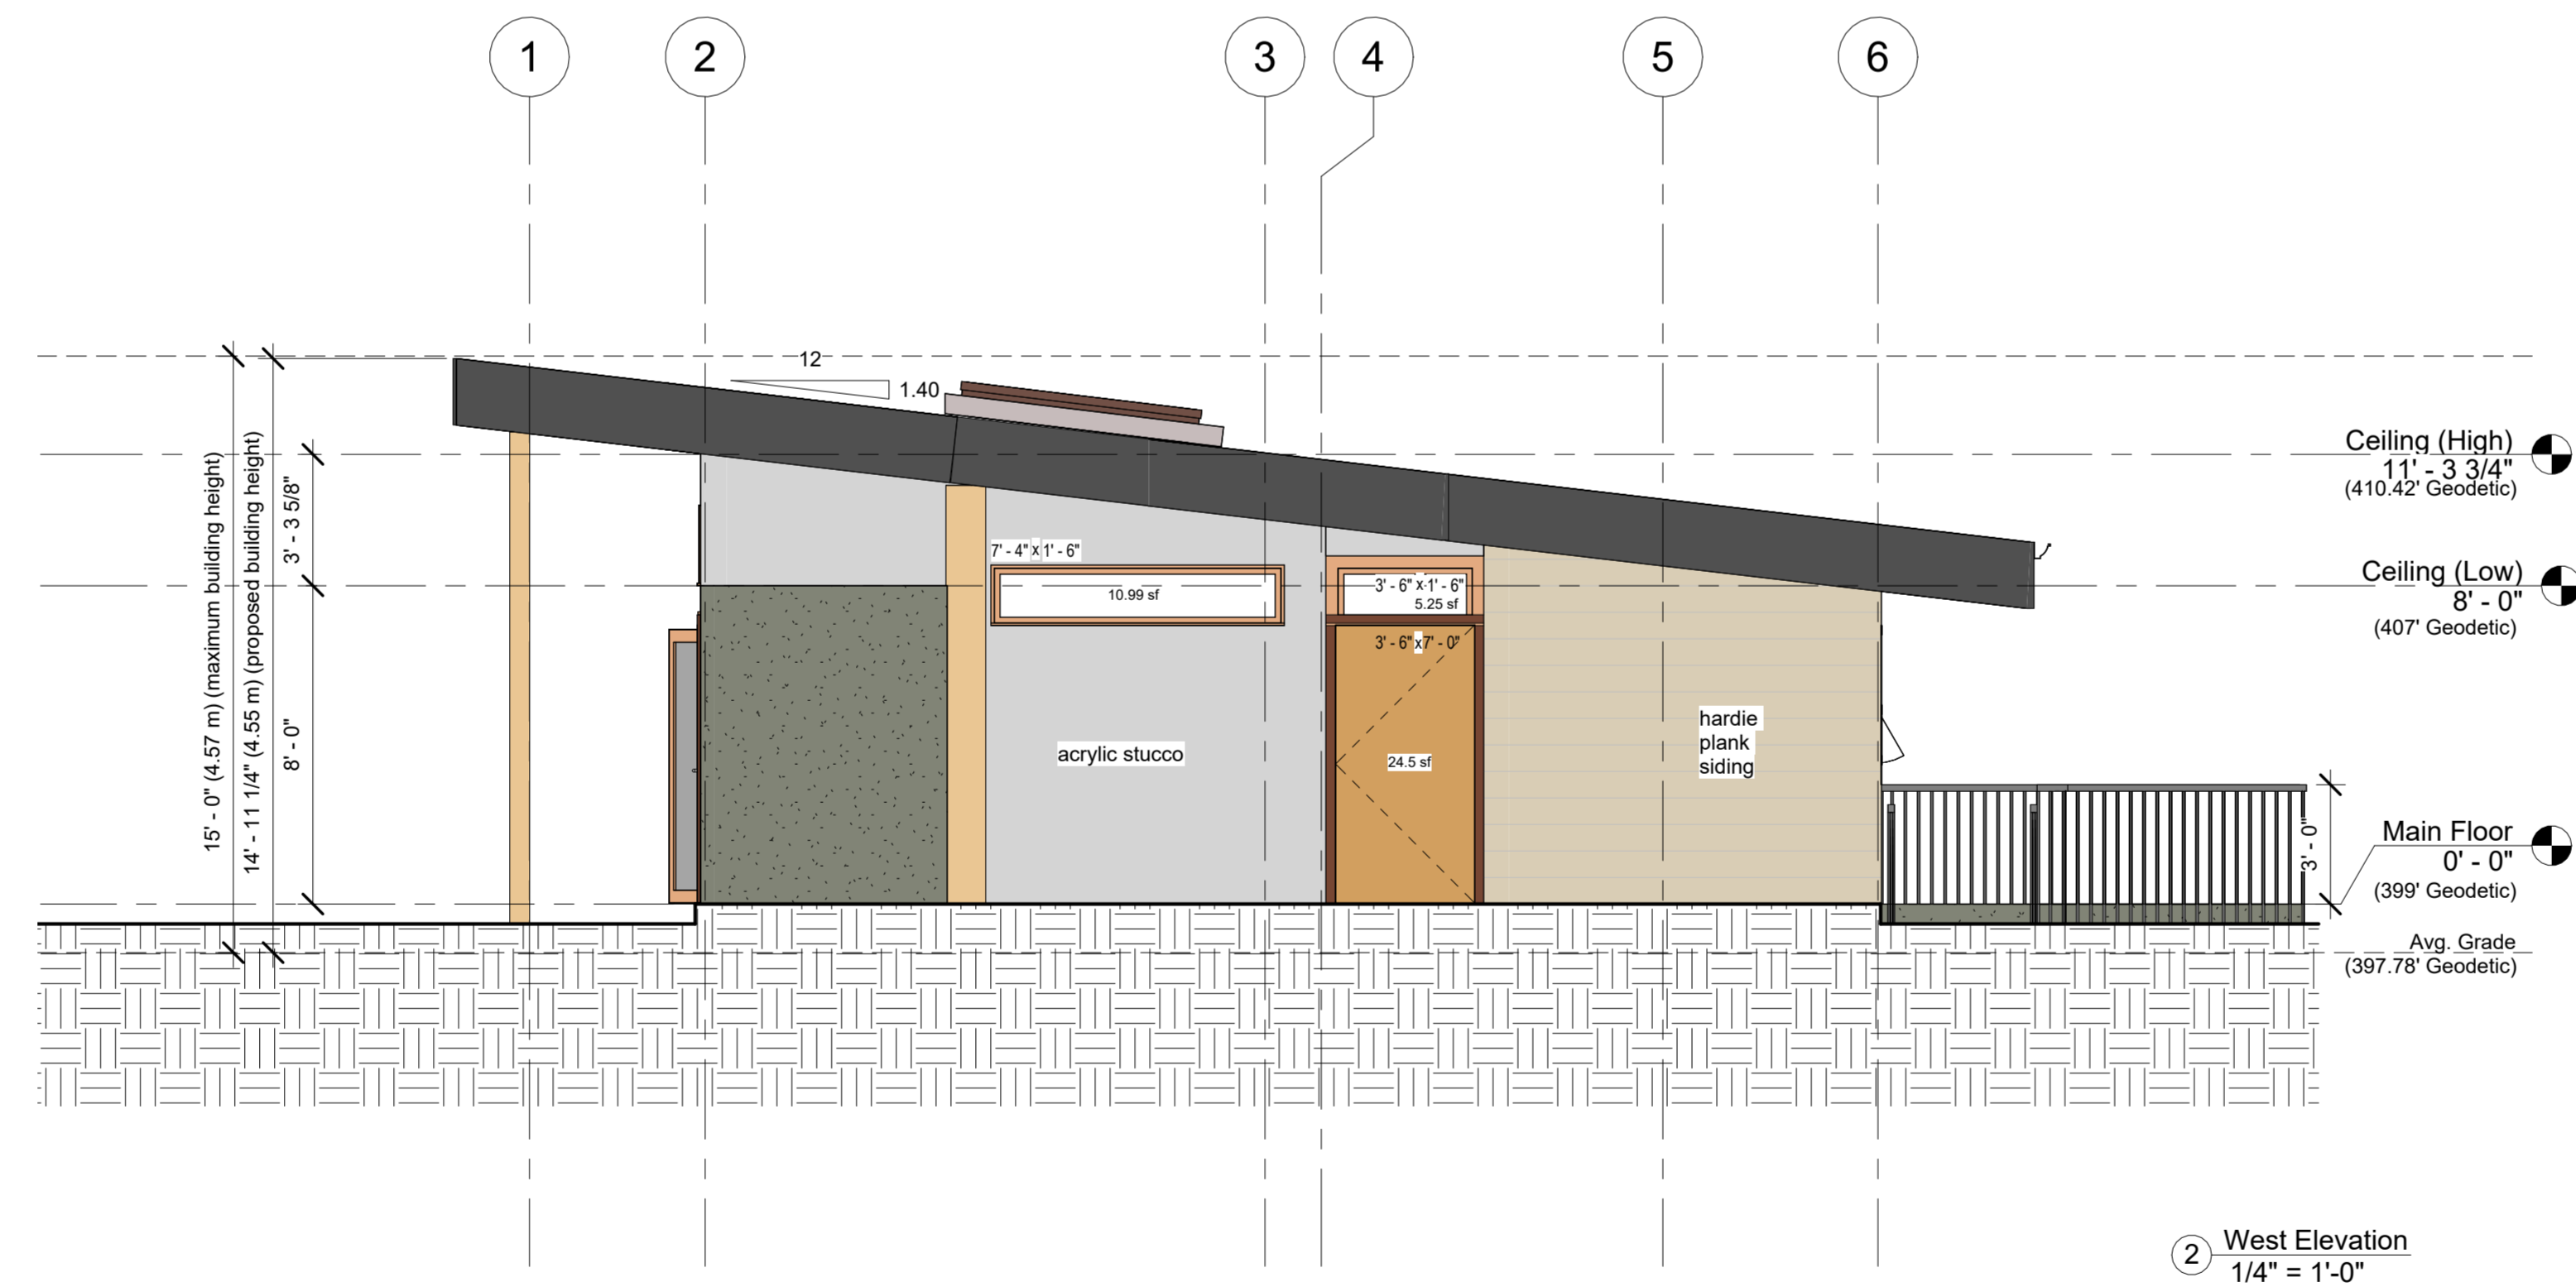 1 2 3 4 5 6
12
1.40
15' - 0" (4.57 m) (maximum building height)
14' - 11 1/4" (4.55 m) (proposed building height)
3' - 3 5/8"
8' - 0"
7' - 4" x 1' - 6"
10.99 sf
3' - 6" x 1' - 6"
5.25 sf
3' - 6" x 7' - 0"
24.5 sf
acrylic stucco
hardie
plank
siding
3' - 0"
Ceiling (High)
11' - 3 3/4"
(410.42' Geodetic)
Ceiling (Low)
8' - 0"
(407' Geodetic)
Main Floor
0' - 0"
(399' Geodetic)
Avg. Grade
(397.78' Geodetic)
2 West Elevation
1/4" = 1'-0"